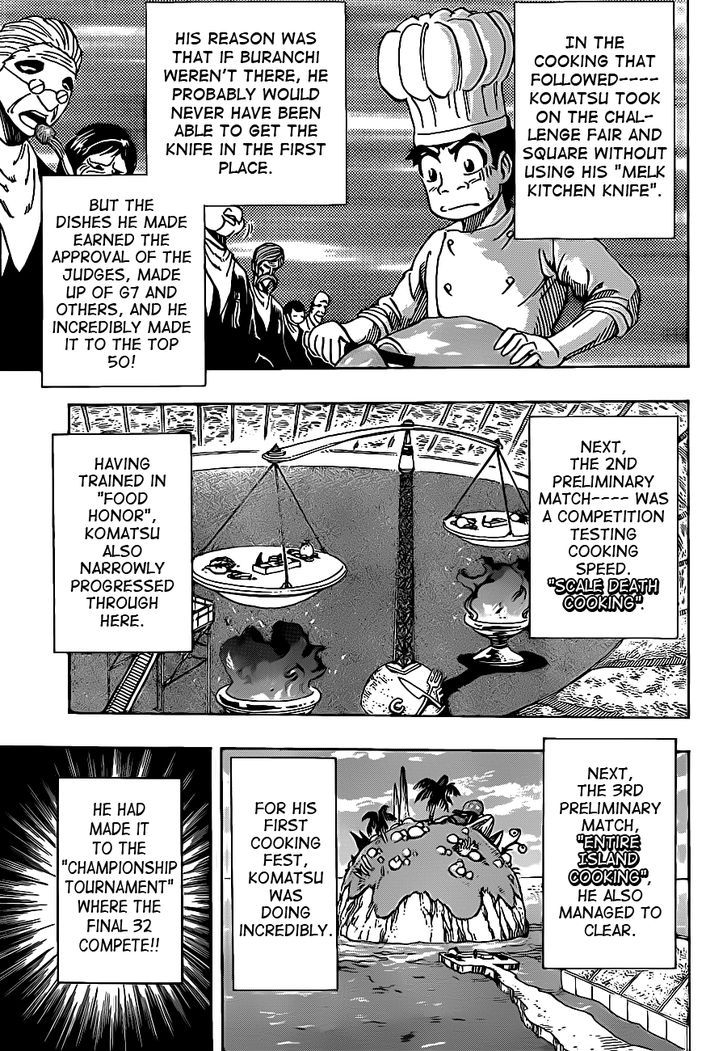 IN THE
COOKING THAT
FOLLOWED----
KOMATSU TOOK
ON THE CHAL-
LENGE FAIR AND
SQUARE WITHOUT
USING HIS "MELK
KITCHEN KNIFE".
HIS REASON WAS
THAT IF BURANCHI
WEREN'T THERE, HE
PROBABLY WOULD
NEVER HAVE BEEN
ABLE TO GET THE
KNIFE IN THE FIRST
PLACE.
BUT THE
DISHES HE MADE
EARNED THE
APPROVAL OF THE
JUDGES, MADE
UP OF G7 AND
OTHERS, AND HE
INCREDIBLY MADE
IT TO THE TOP
50!
NEXT,
THE 2ND
PRELIMINARY
MATCH---- WAS
A COMPETITION
TESTING
COOKING
SPEED.
"SCALE DEATH
COOKING".
HAVING
TRAINED IN
"FOOD
HONOR",
KOMATSU
ALSO
NARROWLY
PROGRESSED
THROUGH
HERE.
NEXT,
THE 3RD
PRELIMINARY
MATCH,
"ENTIRE
ISLAND
COOKING",
HE ALSO
MANAGED TO
CLEAR.
FOR HIS
FIRST
COOKING
FEST,
KOMATSU
WAS
DOING
INCREDIBLY.
HE HAD
MADE IT
TO THE
"CHAMPIONSHIP
TOURNAMENT"
WHERE THE
FINAL 32
COMPETE!!